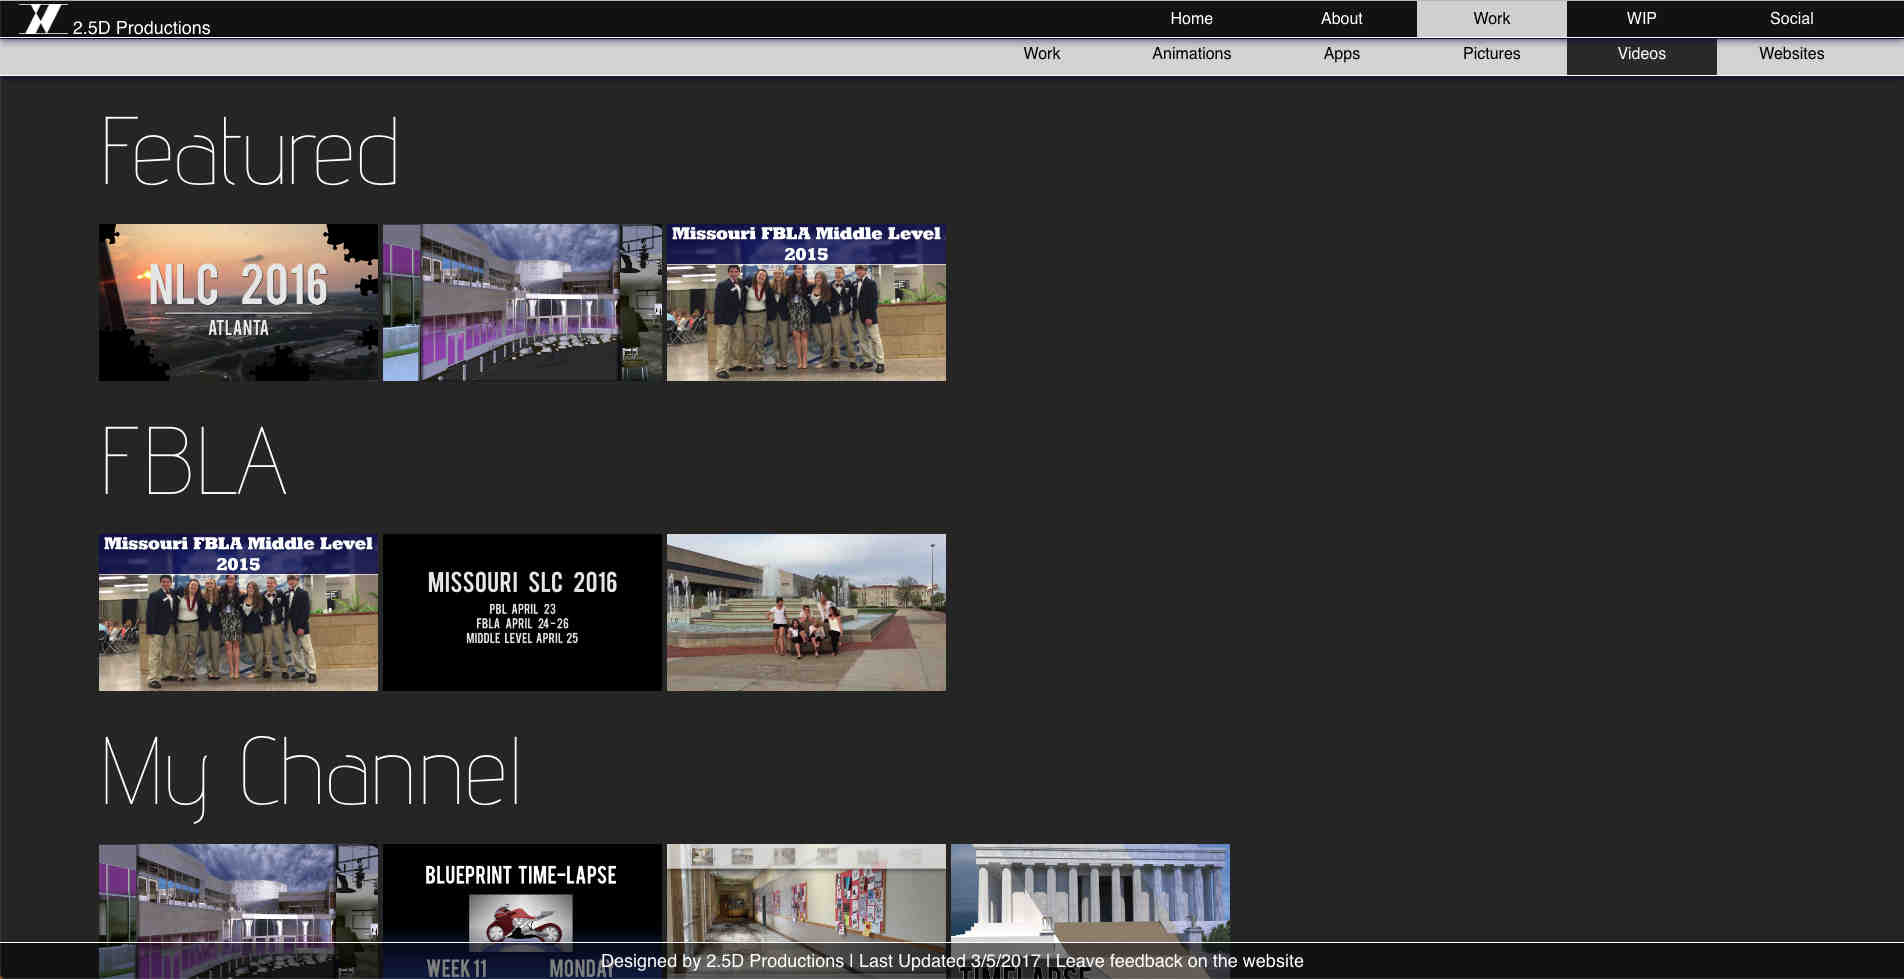 2.5D Productions
Home About Work WIP Social
Work Animations Apps Pictures Videos Websites
Featured
NLC 2016
ATLANTA
Missouri FBLA Middle Level
2015
FBLA
Missouri FBLA Middle Level
2015
MISSOURI SLC 2016
PBL APRIL 23
FBLA APRIL 24-26
MIDDLE LEVEL APRIL 25
My Channel
BLUEPRINT TIME-LAPSE
WEEK 11 MONDAY
TIMELAPSE
Designed by 2.5D Productions | Last Updated 3/5/2017 | Leave feedback on the website